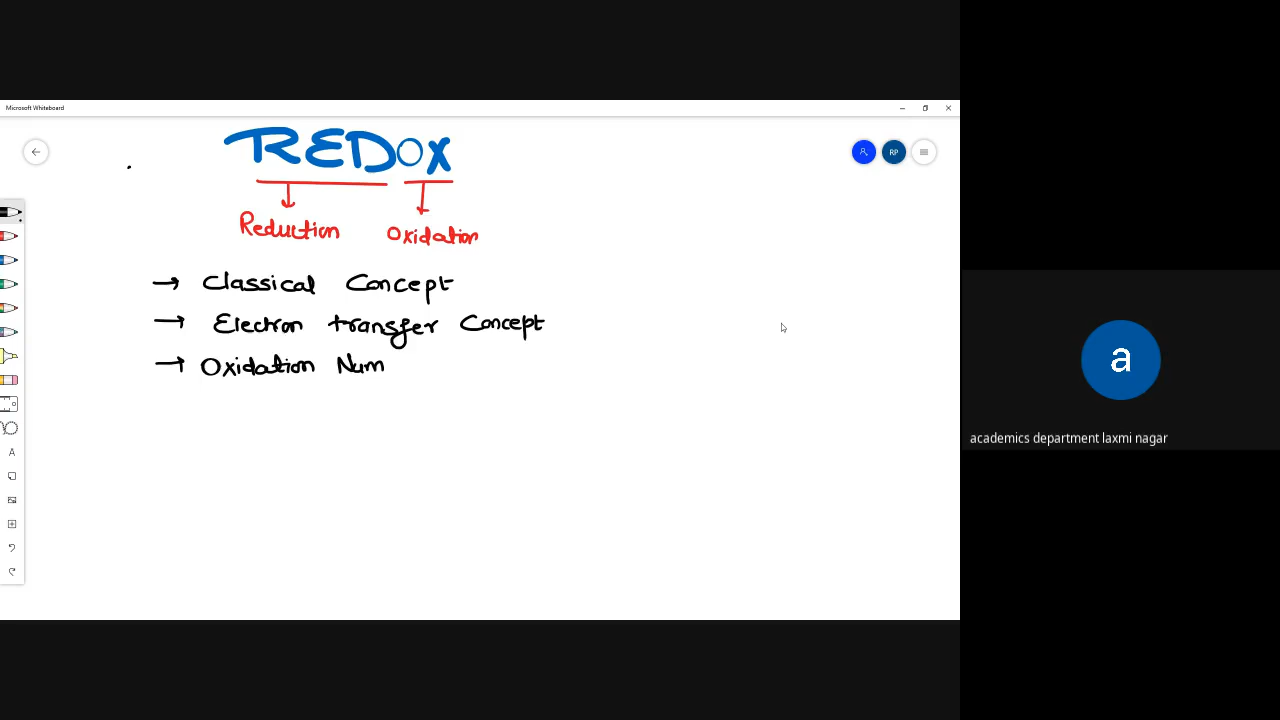 Microsoft Whiteboard
REDOX
RP
Reduction Oxidation
→ Classical Concept
→ Electron transfer Concept
→ Oxidation Num
A
a
academics department laxmi nagar